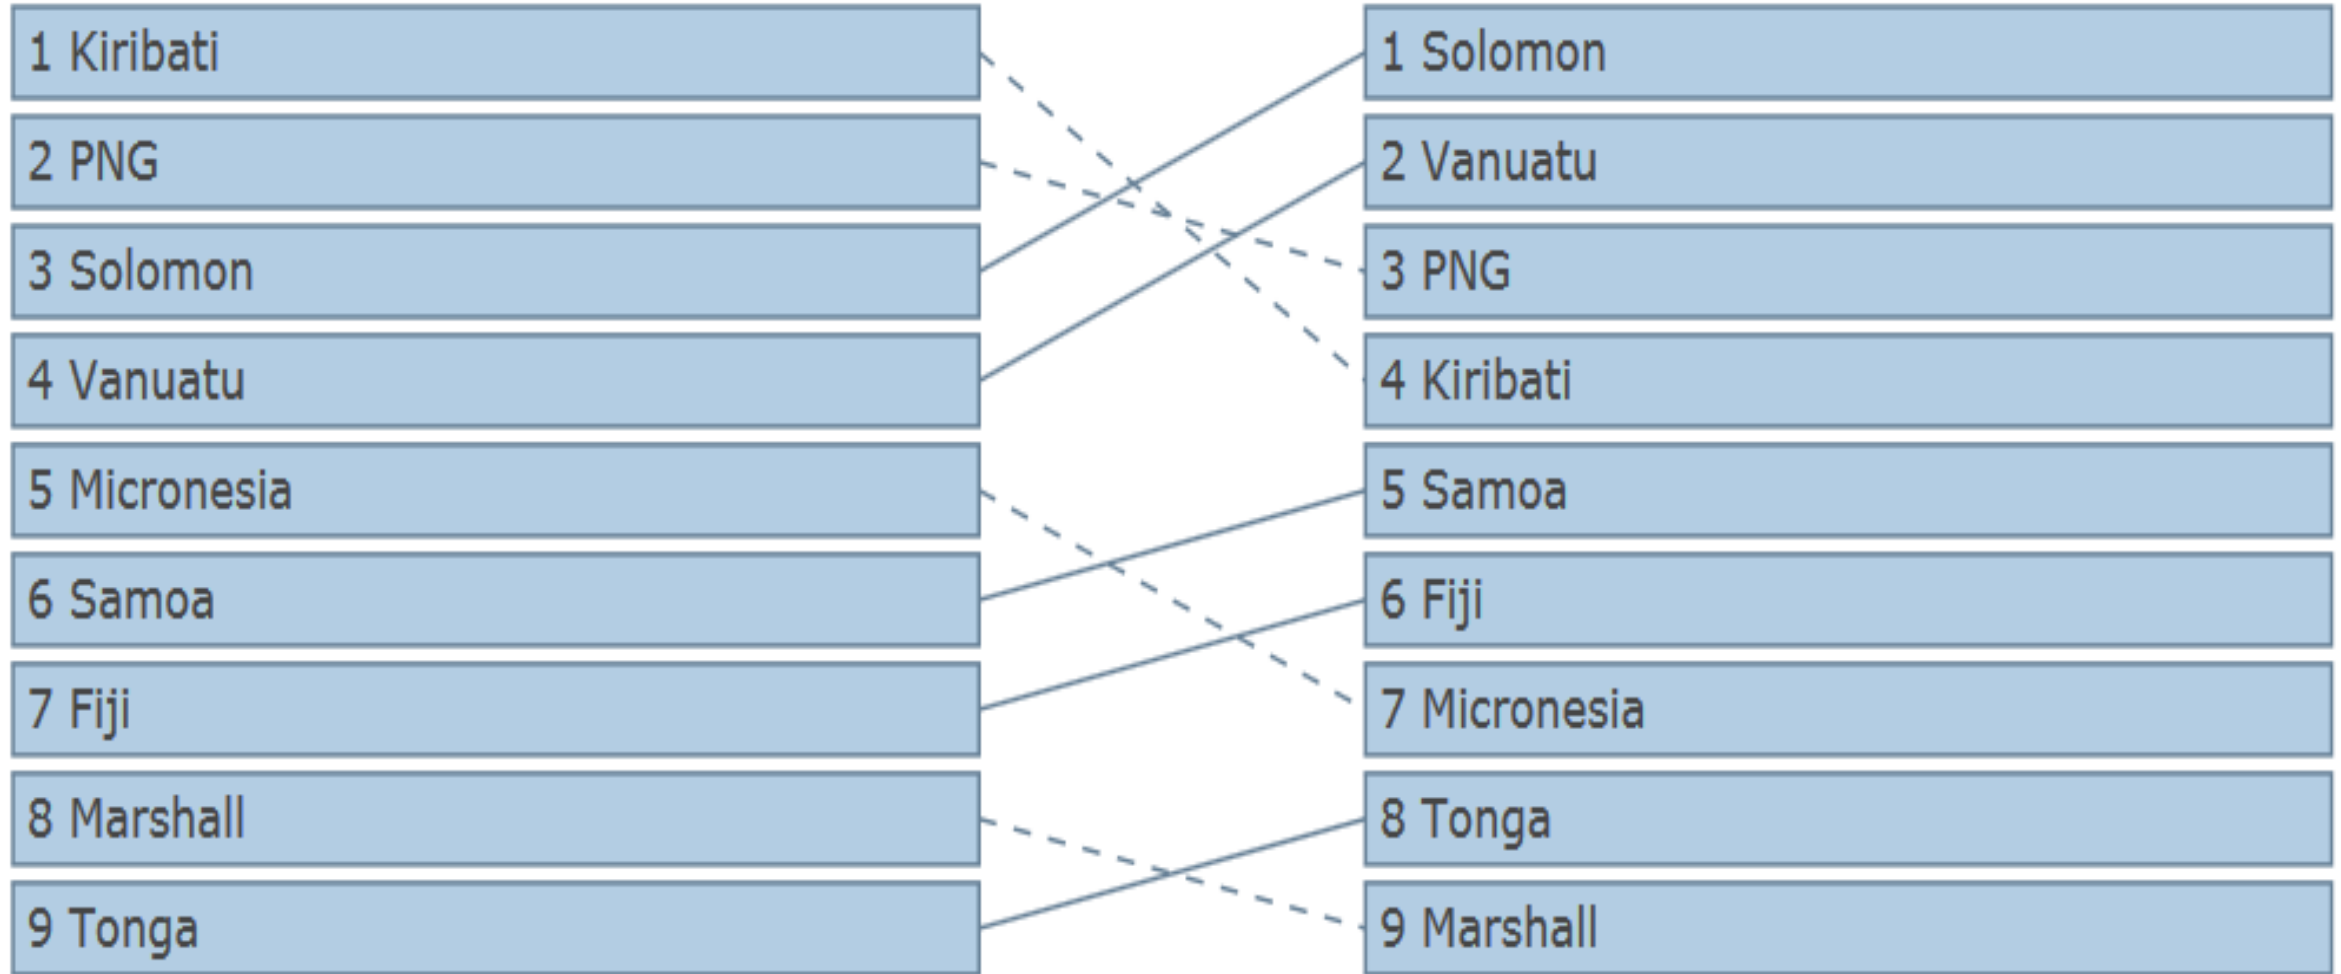 1 Kiribati
2 PNG
3 Solomon
4 Vanuatu
5 Micronesia
6 Samoa
7 Fiji
8 Marshall
9 Tonga
1 Solomon
2 Vanuatu
3 PNG
4 Kiribati
5 Samoa
6 Fiji
7 Micronesia
8 Tonga
9 Marshall